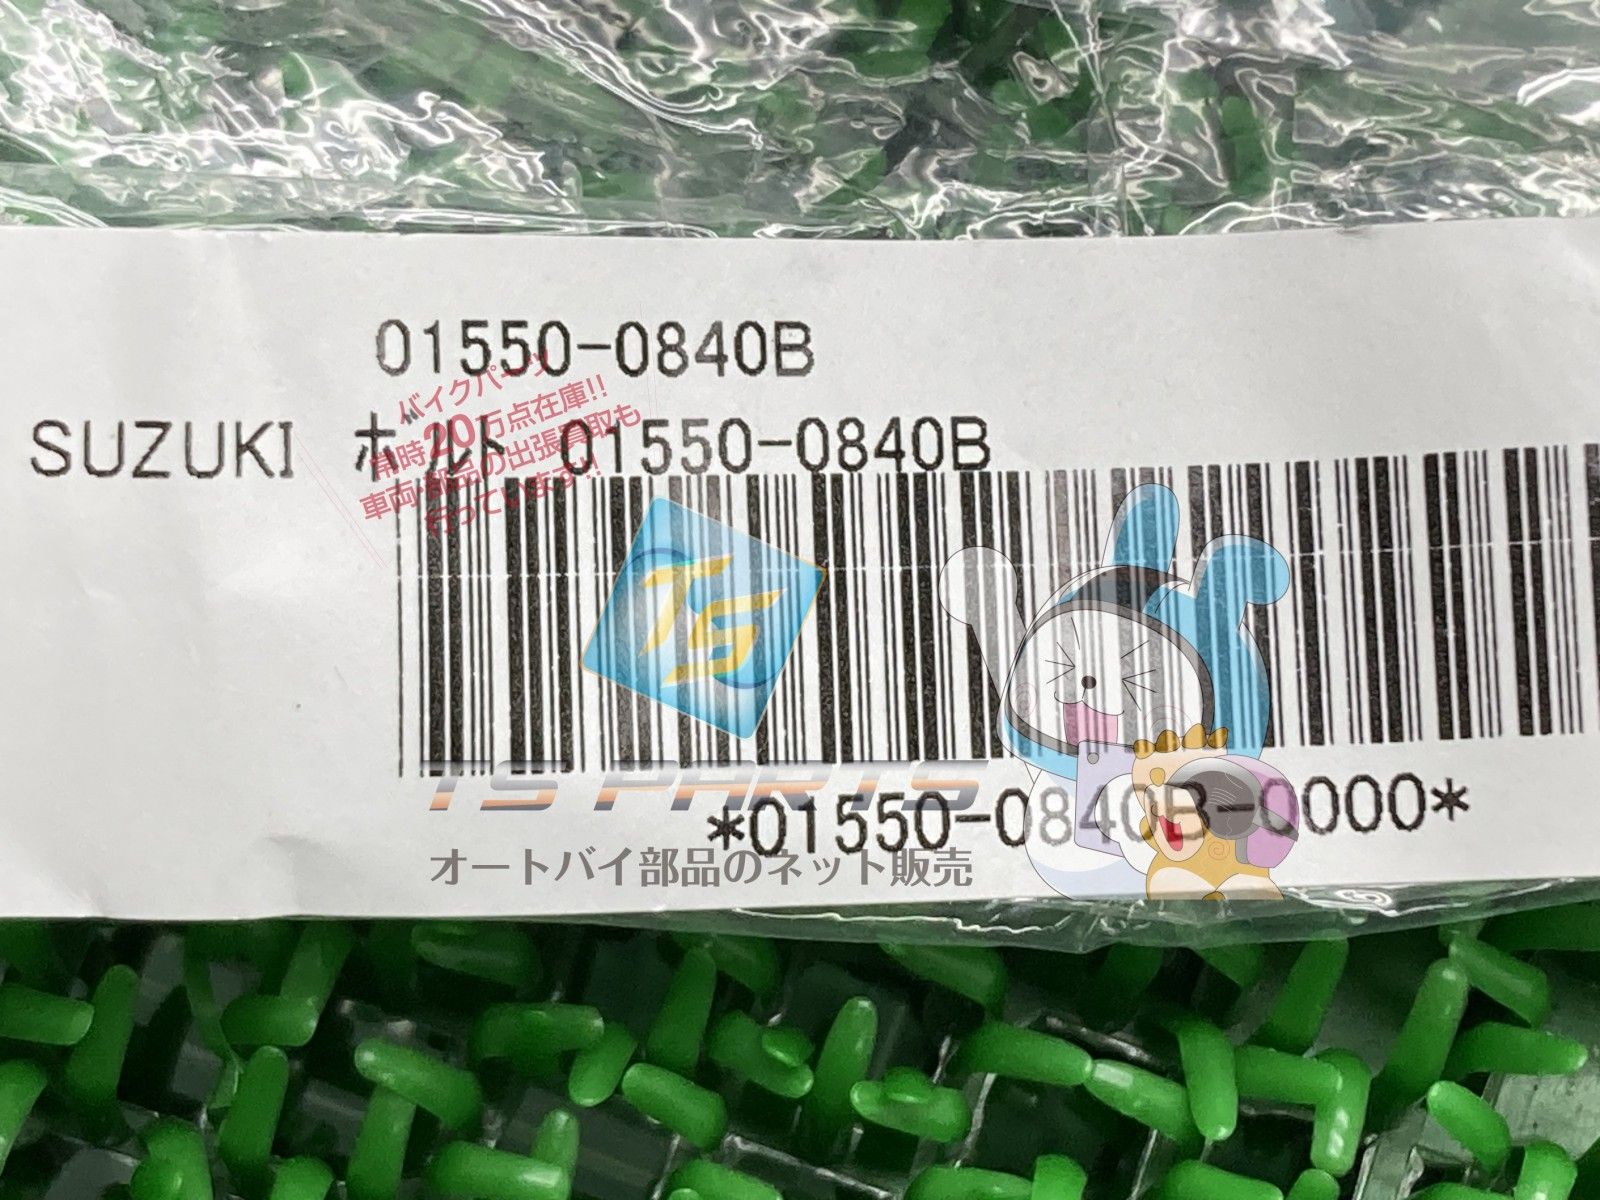 01550-0840B
SUZUKI ボルト 01550-0840B
バイクパーツ
常時20万点在庫!!
車両・部品の出張買取も
行っています!!
TS
TS PARTS
*01550-0840B-0000*
オートバイ部品のネット販売